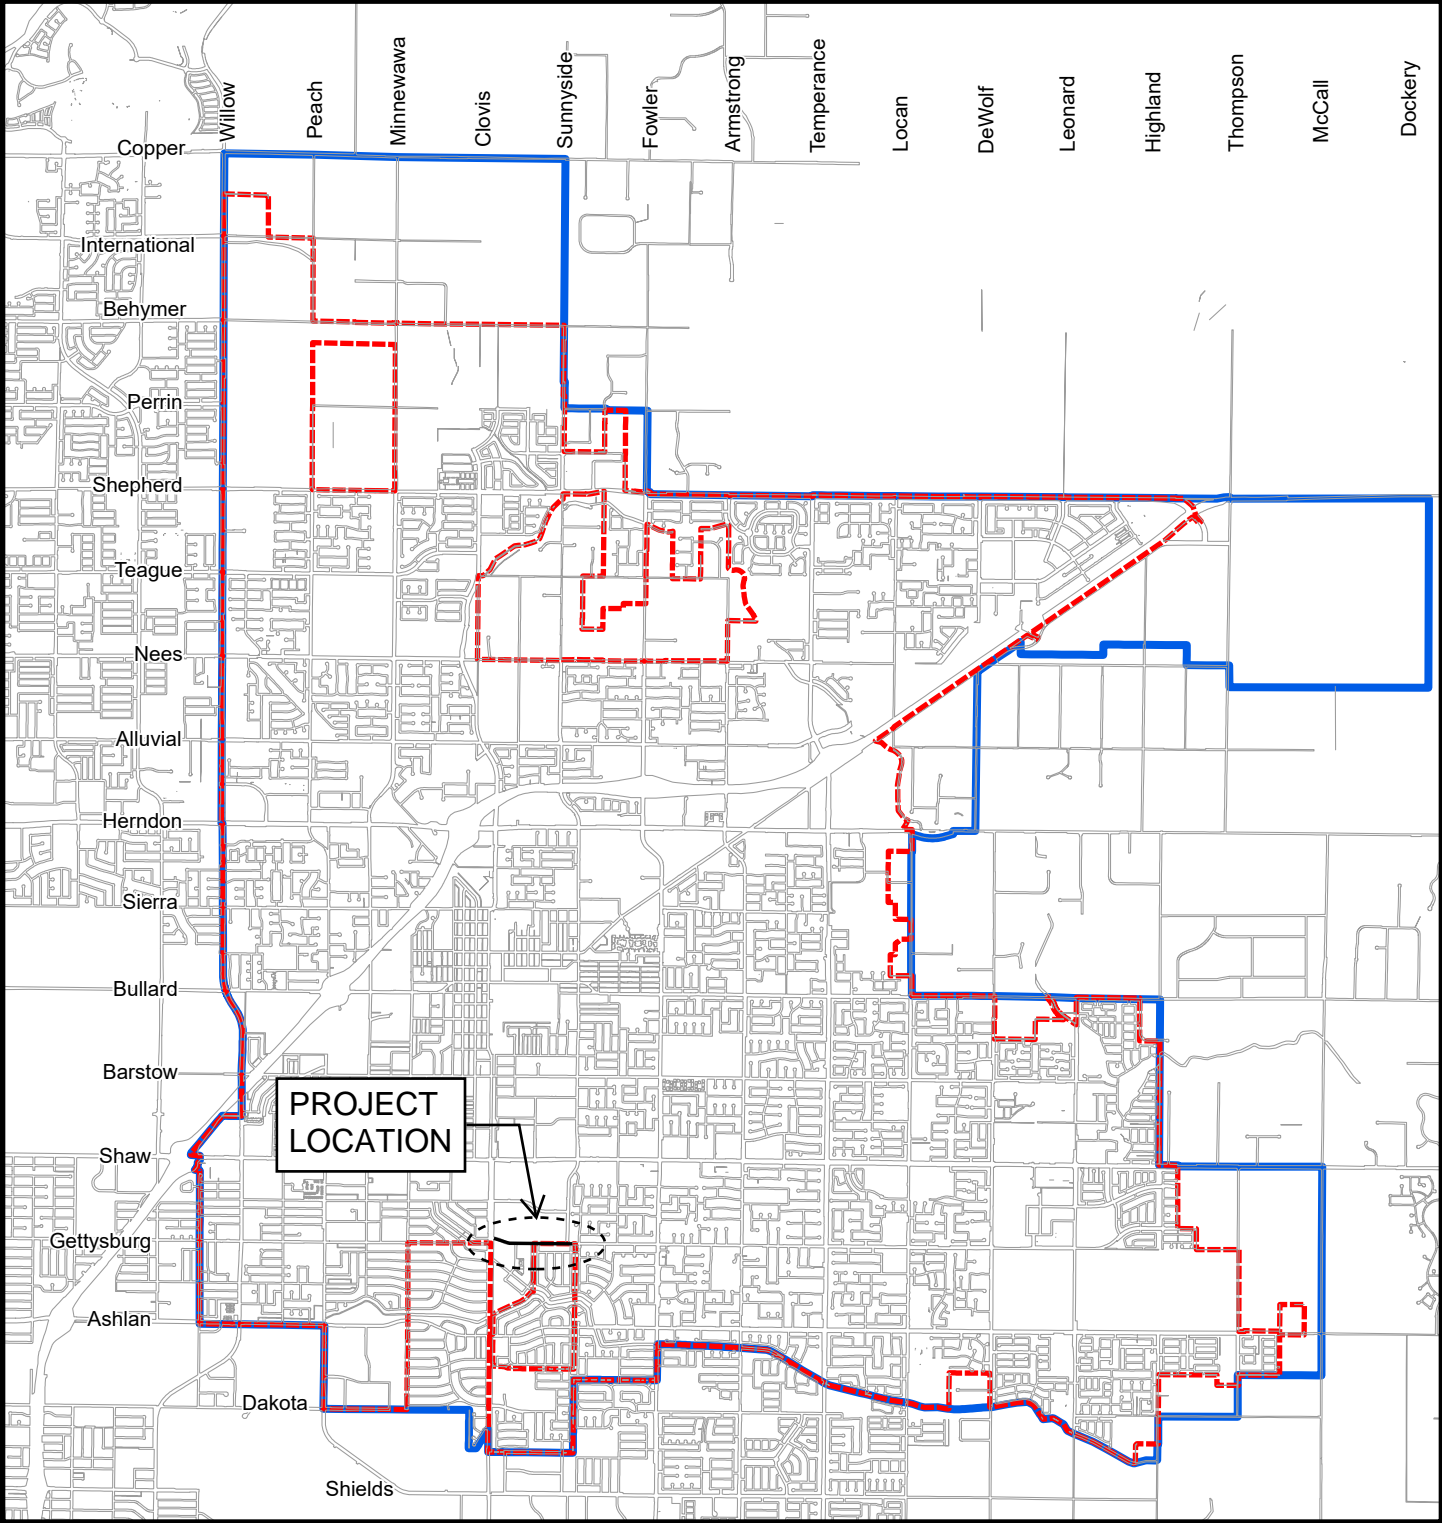 Willow
Peach
Minnewawa
Clovis
Sunnyside
Fowler
Armstrong
Temperance
Locan
DeWolf
Leonard
Highland
Thompson
McCall
Dockery
Copper
International
Behymer
Perrin
Shepherd
Teague
Nees
Alluvial
Herndon
Sierra
Bullard
Barstow
PROJECT
LOCATION
Shaw
Gettysburg
Ashlan
Dakota
Shields